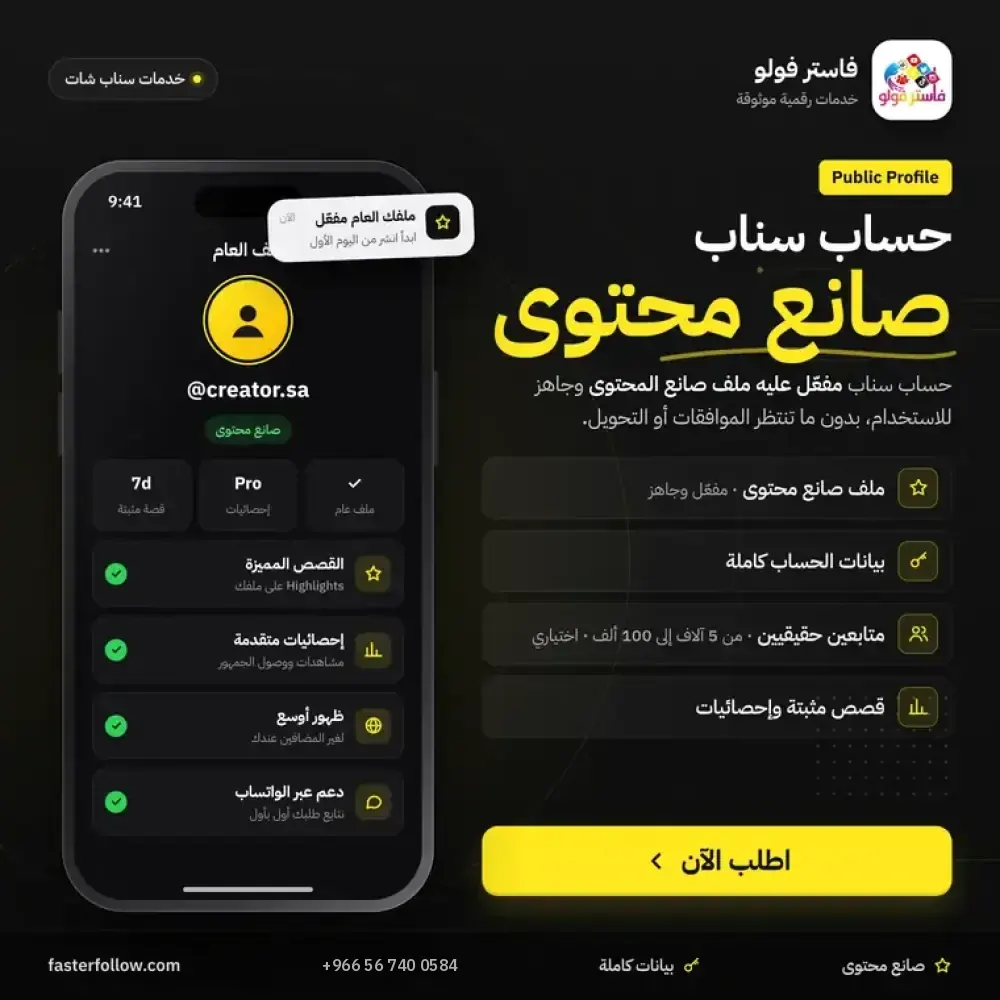 فاستر فولو
خدمات رقمية موثوقة
فاستر فولو
خدمات سناب شات
Public Profile
حساب سناب
صانع محتوى
حساب سناب مفعّل عليه ملف صانع المحتوى وجاهز
للاستخدام، بدون ما تنتظر الموافقات أو التحويل.
ملف صانع محتوى · مفعّل وجاهز
بيانات الحساب كاملة
متابعين حقيقيين · من 5 آلاف إلى 100 ألف · اختياري
قصص مثبتة وإحصائيات
اطلب الآن
9:41
ملفك العام مفعّل
الآن
ابدأ انشر من اليوم الأول
ف العام
@creator.sa
صانع محتوى
✓ Pro 7d
ملف عام إحصائيات قصة مثبتة
القصص المميزة
Highlights على ملفك
إحصائيات متقدمة
مشاهدات ووصول الجمهور
ظهور أوسع
لغير المضافين عندك
دعم عبر الواتساب
نتابع طلبك أول بأول
صانع محتوى
بيانات كاملة
+966 56 740 0584
fasterfollow.com